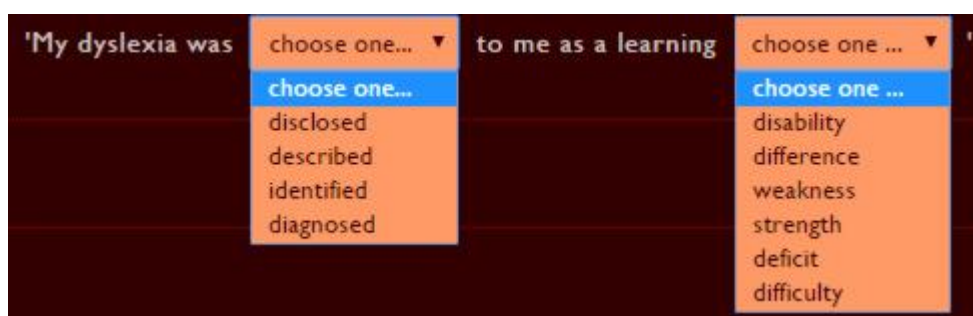 'My dyslexia was choose one... ▼ to me as a learning choose one ... ▼ '
choose one... choose one ...
disclosed disability
described difference
identified weakness
diagnosed strength
deficit
difficulty